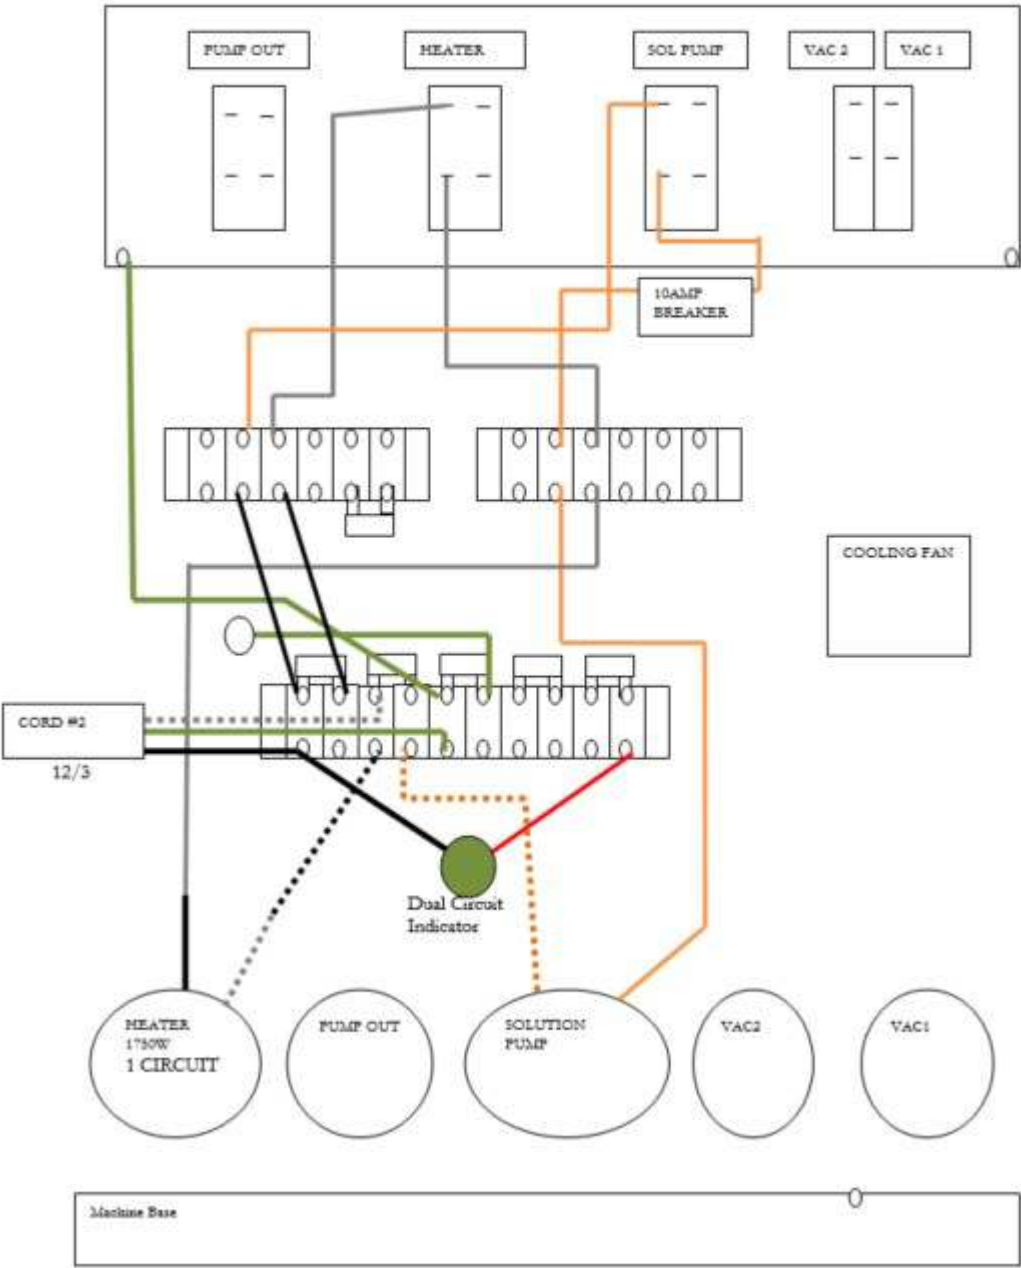 PUMP OUT
HEATER
SOL PUMP
VAC 2
VAC 1
10AMP
BREAKER
COOLING FAN
CORD #2
12/3
Dual Circuit
Indicator
HEATER
1750W
1 CIRCUIT
PUMP OUT
SOLUTION
PUMP
VAC2
VAC1
Machine Base